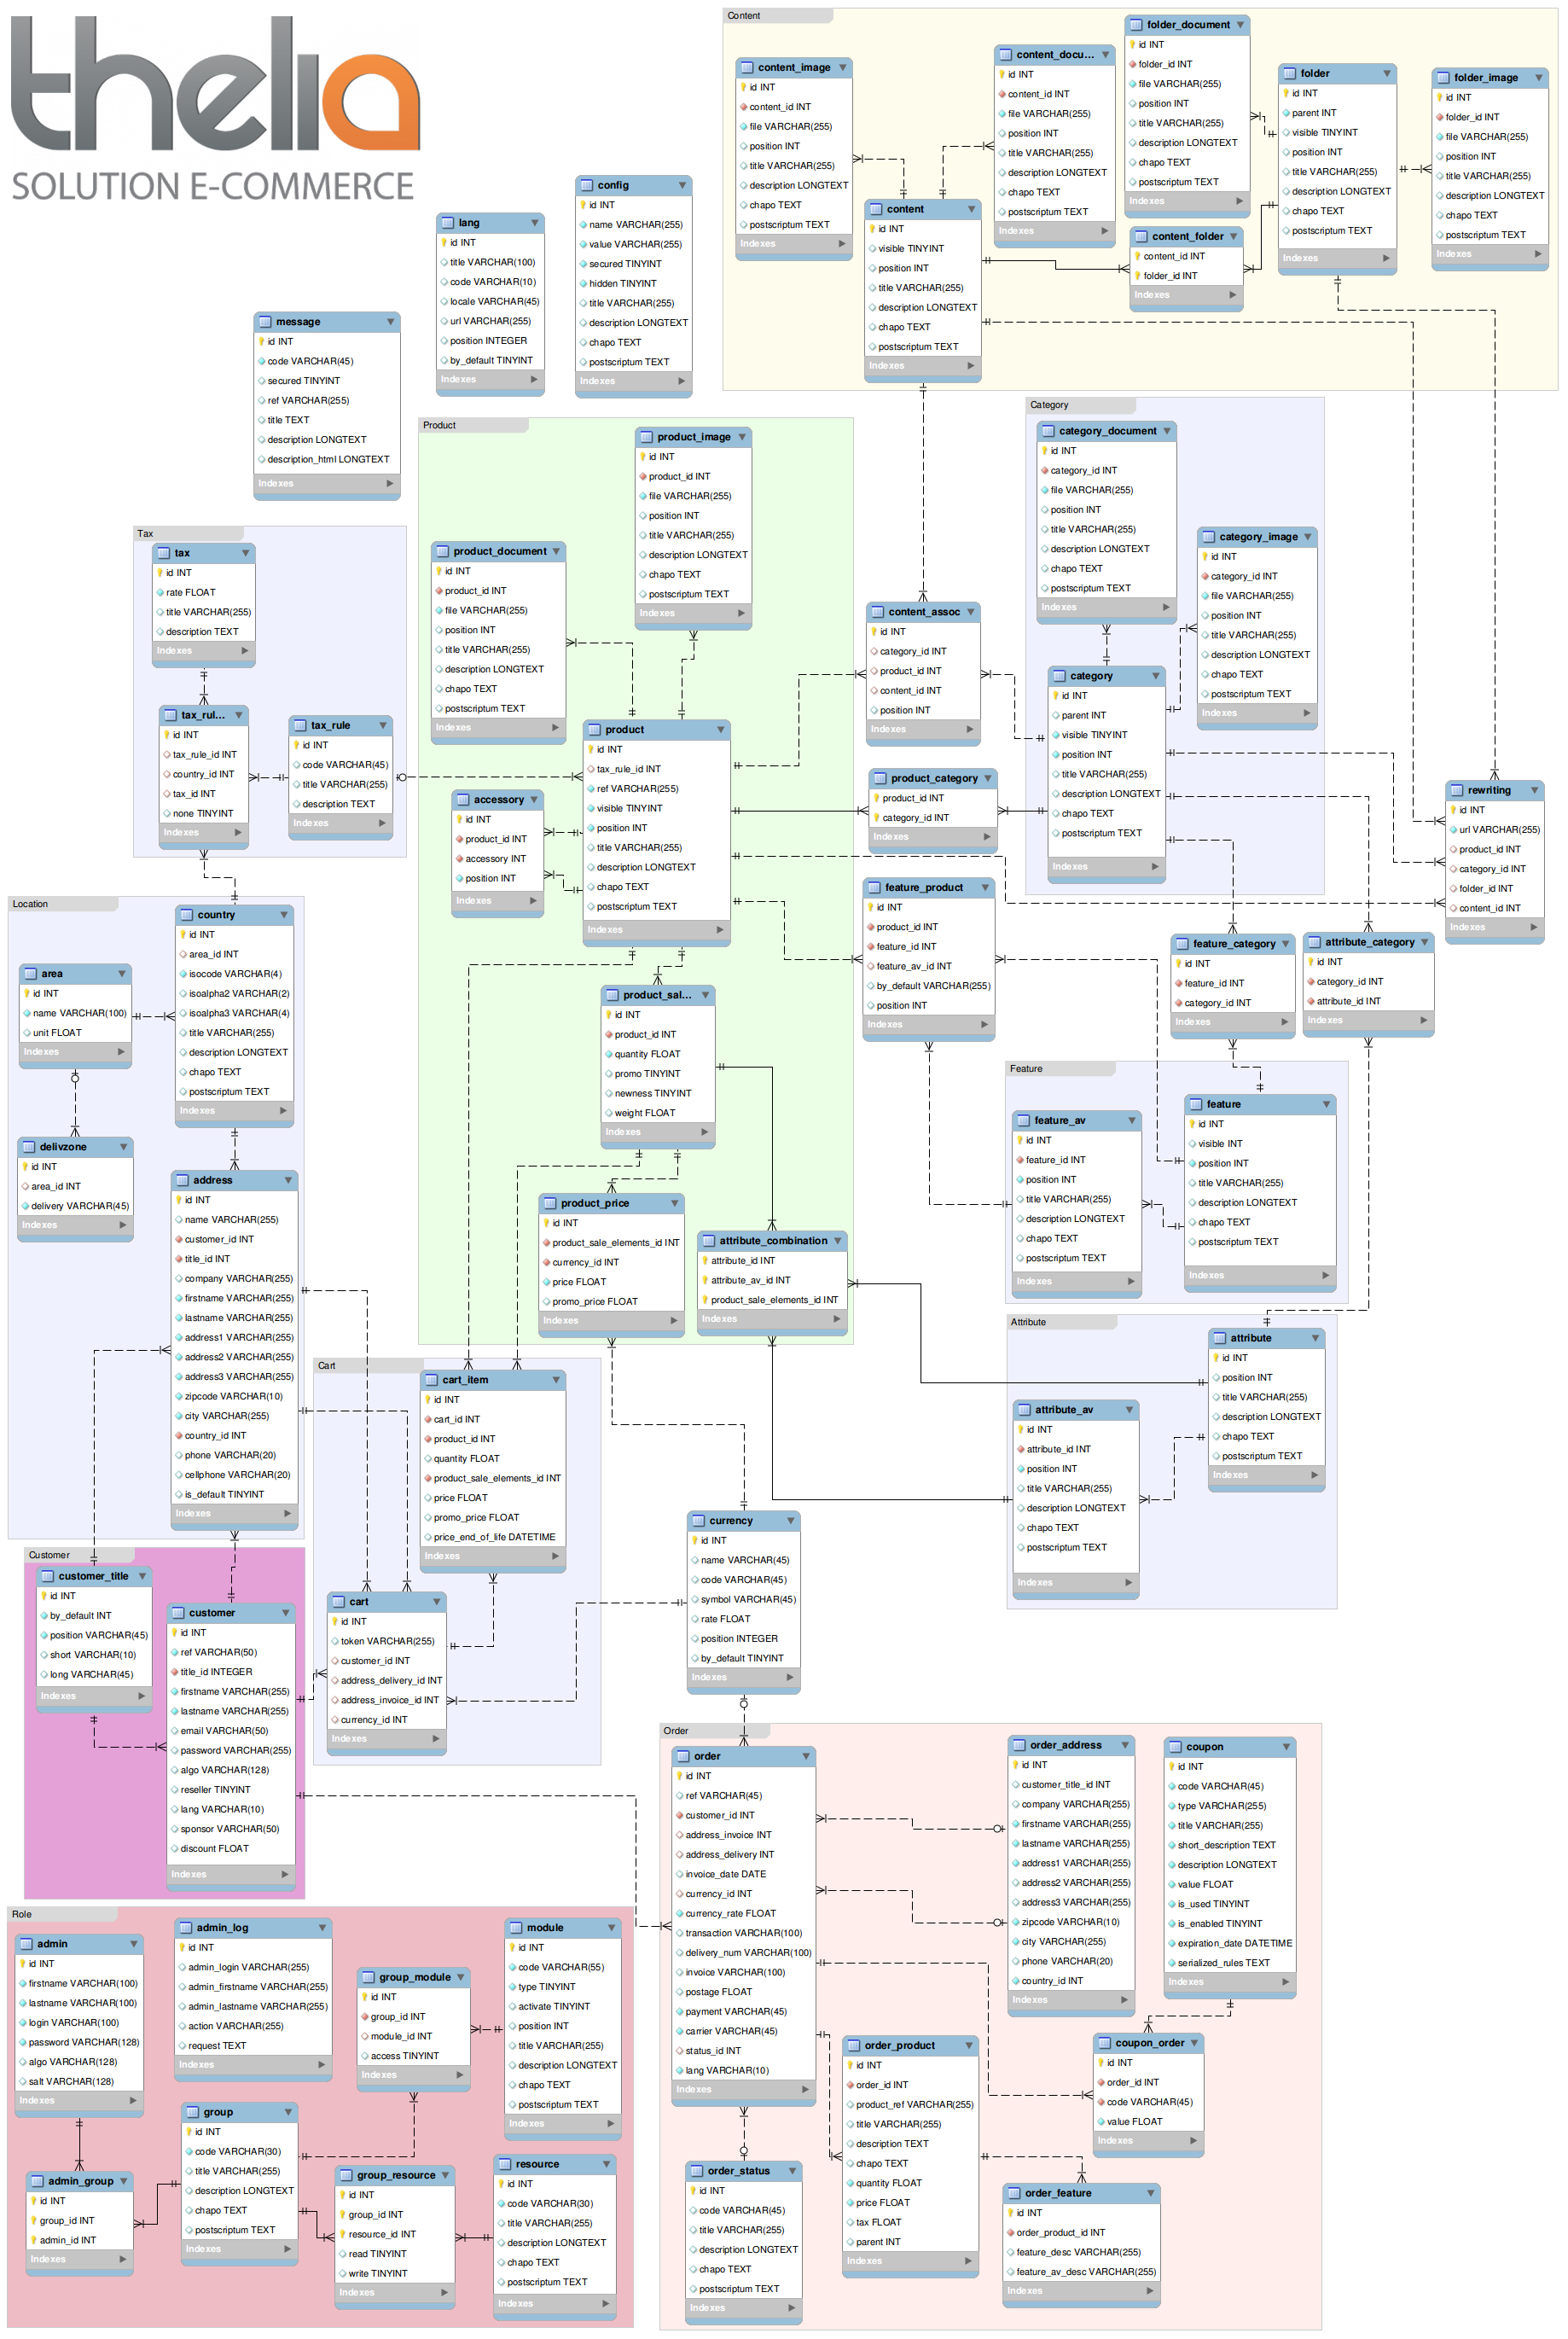 thelia
SOLUTION E-COMMERCE
Content
content_image
id INT
content_id INT
file VARCHAR(255)
position INT
title VARCHAR(255)
description LONGTEXT
chapo TEXT
postscriptum TEXT
Indexes
content_docu...
id INT
content_id INT
file VARCHAR(255)
position INT
title VARCHAR(255)
description LONGTEXT
chapo TEXT
postscriptum TEXT
Indexes
folder_document
id INT
folder_id INT
file VARCHAR(255)
position INT
title VARCHAR(255)
description LONGTEXT
chapo TEXT
postscriptum TEXT
Indexes
folder
id INT
parent INT
visible TINYINT
position INT
title VARCHAR(255)
description LONGTEXT
chapo TEXT
postscriptum TEXT
Indexes
folder_image
id INT
folder_id INT
file VARCHAR(255)
position INT
title VARCHAR(255)
description LONGTEXT
chapo TEXT
postscriptum TEXT
Indexes
content
id INT
visible TINYINT
position INT
title VARCHAR(255)
description LONGTEXT
chapo TEXT
postscriptum TEXT
Indexes
content_folder
content_id INT
folder_id INT
Indexes
config
id INT
name VARCHAR(255)
value VARCHAR(255)
secured TINYINT
hidden TINYINT
title VARCHAR(255)
description LONGTEXT
chapo TEXT
postscriptum TEXT
Indexes
lang
id INT
title VARCHAR(100)
code VARCHAR(10)
locale VARCHAR(45)
url VARCHAR(255)
position INTEGER
by_default TINYINT
Indexes
message
id INT
code VARCHAR(45)
secured TINYINT
ref VARCHAR(255)
title TEXT
description LONGTEXT
description_html LONGTEXT
Indexes
Tax
tax
id INT
rate FLOAT
title VARCHAR(255)
description TEXT
Indexes
tax_rul...
id INT
tax_rule_id INT
country_id INT
tax_id INT
none TINYINT
Indexes
tax_rule
id INT
code VARCHAR(45)
title VARCHAR(255)
description TEXT
Indexes
Product
product_image
id INT
product_id INT
file VARCHAR(255)
position INT
title VARCHAR(255)
description LONGTEXT
chapo TEXT
postscriptum TEXT
Indexes
product_document
id INT
product_id INT
file VARCHAR(255)
position INT
title VARCHAR(255)
description LONGTEXT
chapo TEXT
postscriptum TEXT
Indexes
product
id INT
tax_rule_id INT
ref VARCHAR(255)
visible TINYINT
position INT
title VARCHAR(255)
description LONGTEXT
chapo TEXT
postscriptum TEXT
Indexes
accessory
id INT
product_id INT
accessory INT
position INT
Indexes
product_sal...
id INT
product_id INT
quantity FLOAT
promo TINYINT
newness TINYINT
weight FLOAT
Indexes
product_price
id INT
product_sale_elements_id INT
currency_id INT
price FLOAT
promo_price FLOAT
Indexes
attribute_combination
attribute_id INT
attribute_av_id INT
product_sale_elements_id INT
Indexes
content_assoc
id INT
category_id INT
product_id INT
content_id INT
position INT
Indexes
product_category
product_id INT
category_id INT
Indexes
feature_product
id INT
product_id INT
feature_id INT
feature_av_id INT
by_default VARCHAR(255)
position INT
Indexes
Category
category_document
id INT
category_id INT
file VARCHAR(255)
position INT
title VARCHAR(255)
description LONGTEXT
chapo TEXT
postscriptum TEXT
Indexes
category_image
id INT
category_id INT
file VARCHAR(255)
position INT
title VARCHAR(255)
description LONGTEXT
chapo TEXT
postscriptum TEXT
Indexes
category
id INT
parent INT
visible TINYINT
position INT
title VARCHAR(255)
description LONGTEXT
chapo TEXT
postscriptum TEXT
Indexes
rewriting
id INT
url VARCHAR(255)
product_id INT
category_id INT
folder_id INT
content_id INT
Indexes
feature_category
id INT
feature_id INT
category_id INT
Indexes
attribute_category
id INT
category_id INT
attribute_id INT
Indexes
Feature
feature_av
id INT
feature_id INT
position INT
title VARCHAR(255)
description LONGTEXT
chapo TEXT
postscriptum TEXT
Indexes
feature
id INT
visible INT
position INT
title VARCHAR(255)
description LONGTEXT
chapo TEXT
postscriptum TEXT
Indexes
Attribute
attribute
id INT
position INT
title VARCHAR(255)
description LONGTEXT
chapo TEXT
postscriptum TEXT
Indexes
attribute_av
id INT
attribute_id INT
position INT
title VARCHAR(255)
description LONGTEXT
chapo TEXT
postscriptum TEXT
Indexes
Location
country
id INT
area_id INT
isocode VARCHAR(4)
isoalpha2 VARCHAR(2)
isoalpha3 VARCHAR(4)
title VARCHAR(255)
description LONGTEXT
chapo TEXT
postscriptum TEXT
Indexes
area
id INT
name VARCHAR(100)
unit FLOAT
Indexes
delivzone
id INT
area_id INT
delivery VARCHAR(45)
Indexes
address
id INT
name VARCHAR(255)
customer_id INT
title_id INT
company VARCHAR(255)
firstname VARCHAR(255)
lastname VARCHAR(255)
address1 VARCHAR(255)
address2 VARCHAR(255)
address3 VARCHAR(255)
zipcode VARCHAR(10)
city VARCHAR(255)
country_id INT
phone VARCHAR(20)
cellphone VARCHAR(20)
is_default TINYINT
Indexes
Customer
customer_title
id INT
by_default INT
position VARCHAR(45)
short VARCHAR(10)
long VARCHAR(45)
Indexes
customer
id INT
ref VARCHAR(50)
title_id INTEGER
firstname VARCHAR(255)
lastname VARCHAR(255)
email VARCHAR(50)
password VARCHAR(255)
algo VARCHAR(128)
reseller TINYINT
lang VARCHAR(10)
sponsor VARCHAR(50)
discount FLOAT
Indexes
Cart
cart_item
id INT
cart_id INT
product_id INT
quantity FLOAT
product_sale_elements_id INT
price FLOAT
promo_price FLOAT
price_end_of_life DATETIME
Indexes
cart
id INT
token VARCHAR(255)
customer_id INT
address_delivery_id INT
address_invoice_id INT
currency_id INT
Indexes
currency
id INT
name VARCHAR(45)
code VARCHAR(45)
symbol VARCHAR(45)
rate FLOAT
position INTEGER
by_default TINYINT
Indexes
Order
order
id INT
ref VARCHAR(45)
customer_id INT
address_invoice INT
address_delivery INT
invoice_date DATE
currency_id INT
currency_rate FLOAT
transaction VARCHAR(100)
delivery_num VARCHAR(100)
invoice VARCHAR(100)
postage FLOAT
payment VARCHAR(45)
carrier VARCHAR(45)
status_id INT
lang VARCHAR(10)
Indexes
order_address
id INT
customer_title_id INT
company VARCHAR(255)
firstname VARCHAR(255)
lastname VARCHAR(255)
address1 VARCHAR(255)
address2 VARCHAR(255)
address3 VARCHAR(255)
zipcode VARCHAR(10)
city VARCHAR(255)
phone VARCHAR(20)
country_id INT
Indexes
coupon
id INT
code VARCHAR(45)
type VARCHAR(255)
title VARCHAR(255)
short_description TEXT
description LONGTEXT
value FLOAT
is_used TINYINT
is_enabled TINYINT
expiration_date DATETIME
serialized_rules TEXT
Indexes
order_product
id INT
order_id INT
product_ref VARCHAR(255)
title VARCHAR(255)
description TEXT
chapo TEXT
quantity FLOAT
price FLOAT
tax FLOAT
parent INT
Indexes
coupon_order
id INT
order_id INT
code VARCHAR(45)
value FLOAT
Indexes
order_status
id INT
code VARCHAR(45)
title VARCHAR(255)
description LONGTEXT
chapo TEXT
postscriptum TEXT
Indexes
order_feature
id INT
order_product_id INT
feature_desc VARCHAR(255)
feature_av_desc VARCHAR(255)
Indexes
Role
admin
id INT
firstname VARCHAR(100)
lastname VARCHAR(100)
login VARCHAR(100)
password VARCHAR(128)
algo VARCHAR(128)
salt VARCHAR(128)
Indexes
admin_log
id INT
admin_login VARCHAR(255)
admin_firstname VARCHAR(255)
admin_lastname VARCHAR(255)
action VARCHAR(255)
request TEXT
Indexes
group_module
id INT
group_id INT
module_id INT
access TINYINT
Indexes
module
id INT
code VARCHAR(55)
type TINYINT
activate TINYINT
position INT
title VARCHAR(255)
description LONGTEXT
chapo TEXT
postscriptum TEXT
Indexes
group
id INT
code VARCHAR(30)
title VARCHAR(255)
description LONGTEXT
chapo TEXT
postscriptum TEXT
Indexes
admin_group
id INT
group_id INT
admin_id INT
Indexes
group_resource
id INT
group_id INT
resource_id INT
read TINYINT
write TINYINT
Indexes
resource
id INT
code VARCHAR(30)
title VARCHAR(255)
description LONGTEXT
chapo TEXT
postscriptum TEXT
Indexes